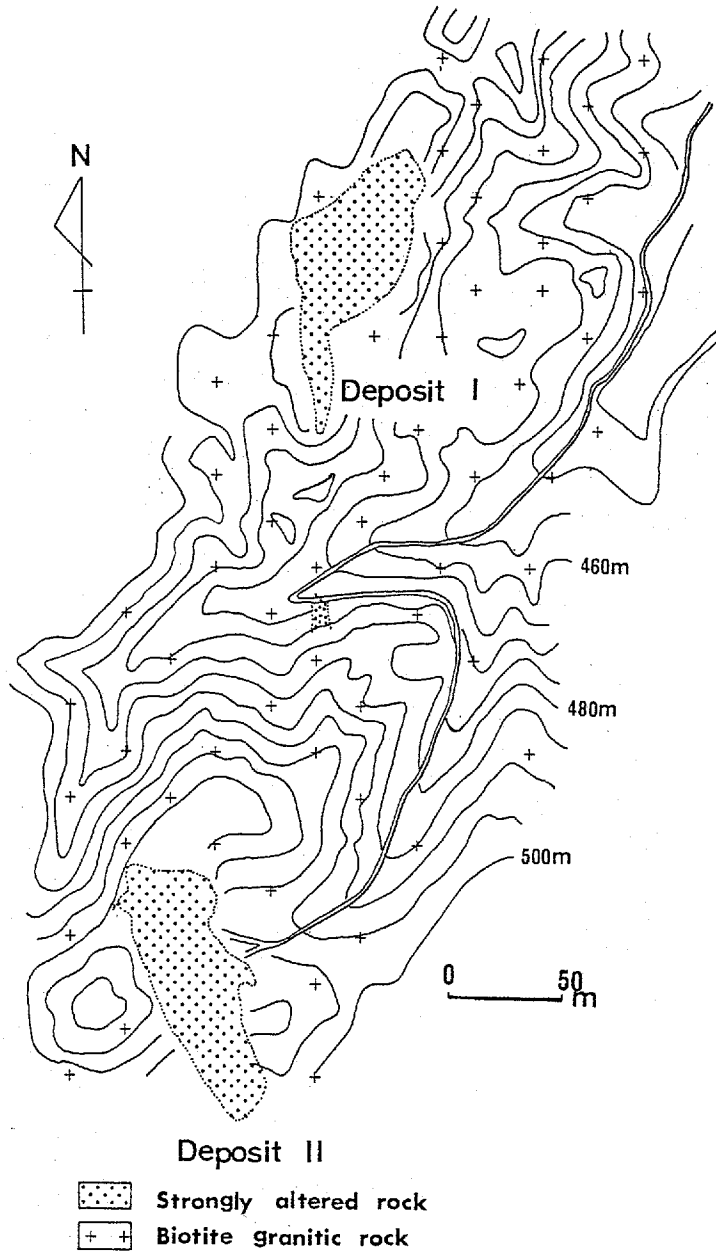 N
Deposit I
460m
480m
500m
0 50
m
Deposit II
Strongly altered rock
Biotite granitic rock